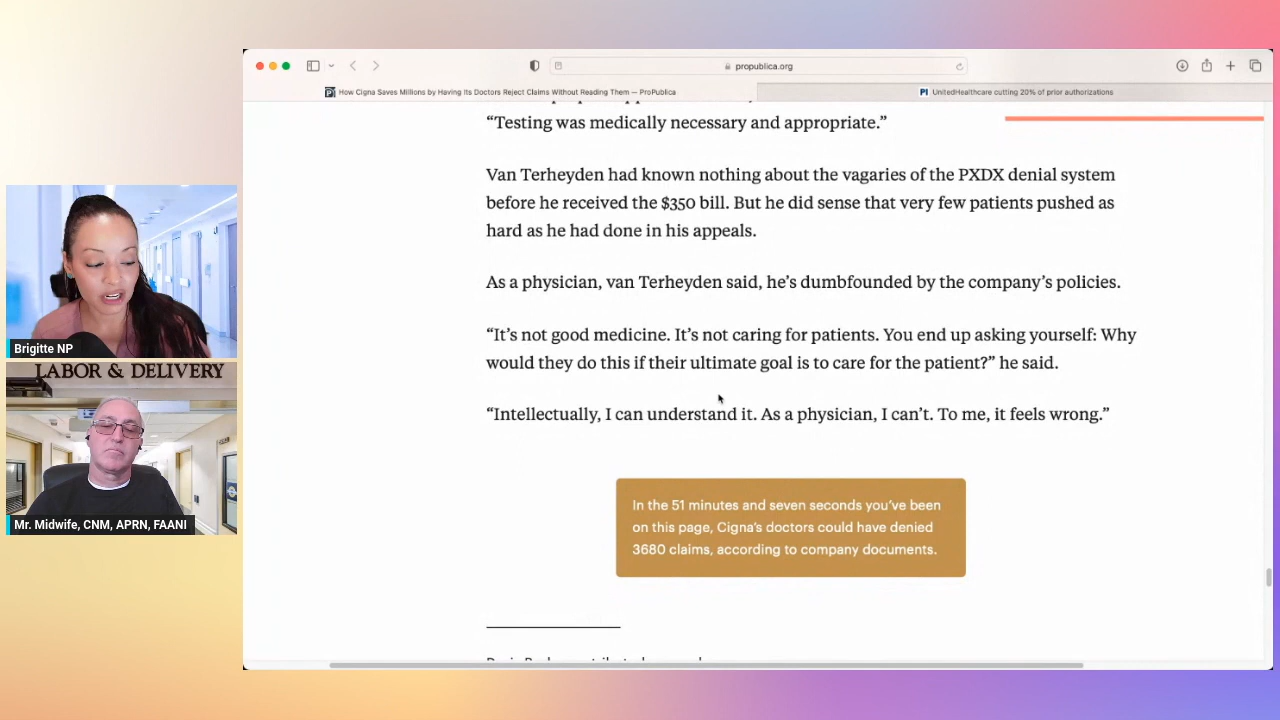 propublica.org
How Cigna Saves Millions by Having Its Doctors Reject Claims Without Reading Them — ProPublica
UnitedHealthcare cutting 20% of prior authorizations
“Testing was medically necessary and appropriate.”
Van Terheyden had known nothing about the vagaries of the PXDX denial system
before he received the $350 bill. But he did sense that very few patients pushed as
hard as he had done in his appeals.
As a physician, van Terheyden said, he’s dumbfounded by the company’s policies.
“It’s not good medicine. It’s not caring for patients. You end up asking yourself: Why
would they do this if their ultimate goal is to care for the patient?” he said.
“Intellectually, I can understand it. As a physician, I can’t. To me, it feels wrong.”
In the 51 minutes and seven seconds you’ve been
on this page, Cigna’s doctors could have denied
3680 claims, according to company documents.
Brigitte NP
LABOR & DELIVERY
Mr. Midwife, CNM, APRN, FAANI